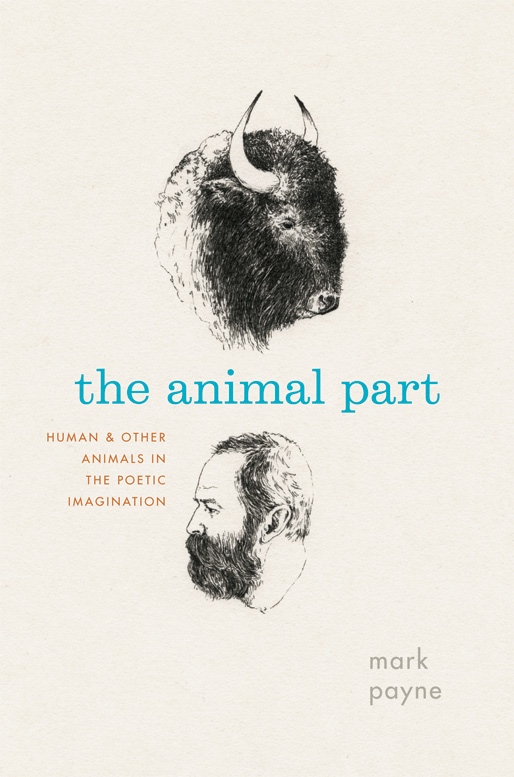 the animal part
HUMAN & OTHER
ANIMALS IN
THE POETIC
IMAGINATION
mark
payne